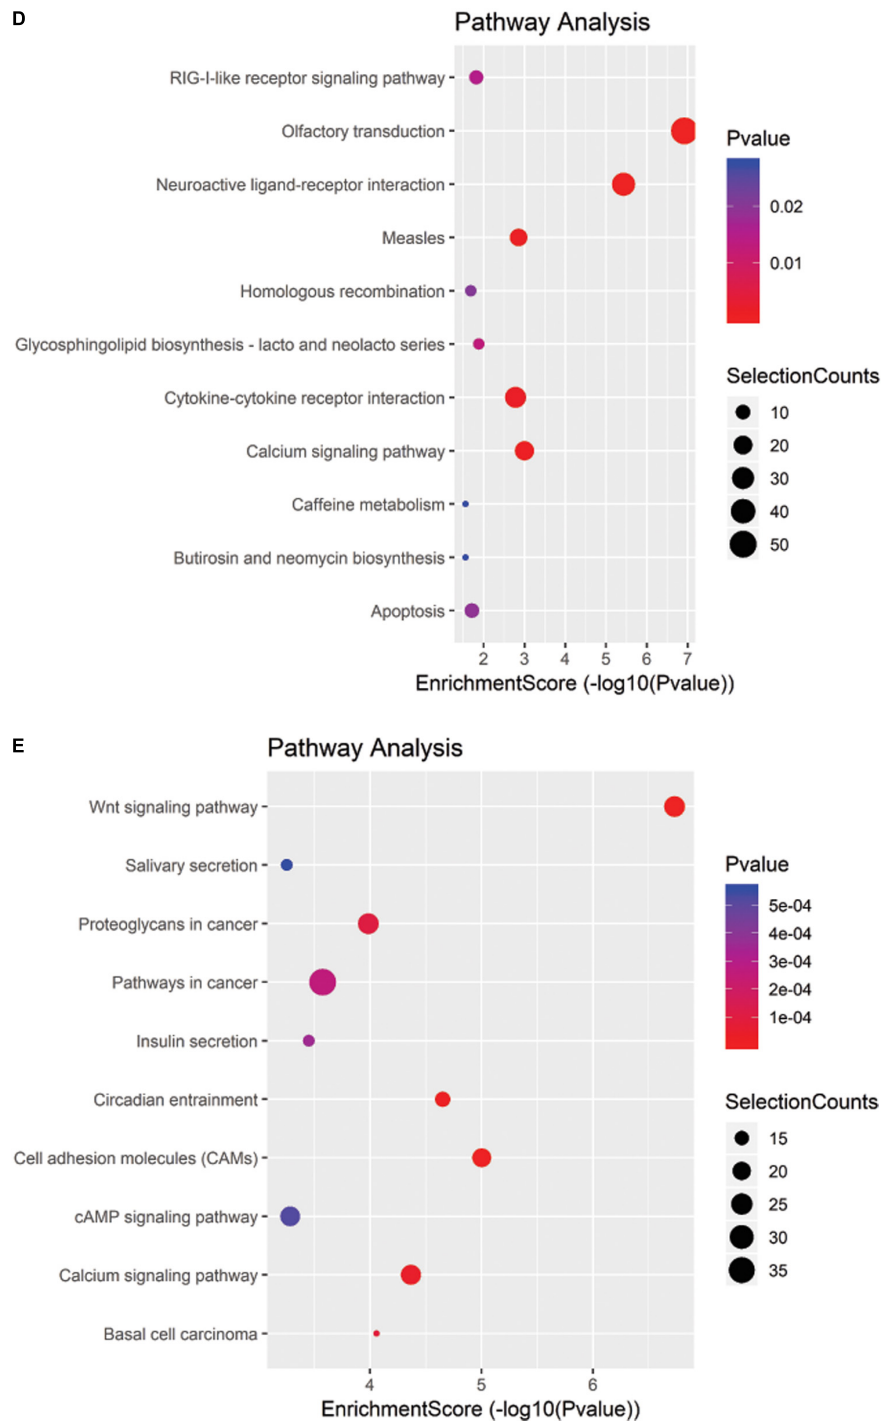 D
Pathway Analysis
RIG-I-like receptor signaling pathway
Olfactory transduction
Neuroactive ligand-receptor interaction
Measles
Homologous recombination
Glycosphingolipid biosynthesis - lacto and neolacto series
Cytokine-cytokine receptor interaction
Calcium signaling pathway
Caffeine metabolism
Butirosin and neomycin biosynthesis
Apoptosis
2 3 4 5 6 7
EnrichmentScore (-log10(Pvalue))
Pvalue
0.02
0.01
SelectionCounts
10
20
30
40
50
E
Pathway Analysis
Wnt signaling pathway
Salivary secretion
Proteoglycans in cancer
Pathways in cancer
Insulin secretion
Circadian entrainment
Cell adhesion molecules (CAMs)
cAMP signaling pathway
Calcium signaling pathway
Basal cell carcinoma
4 5 6
EnrichmentScore (-log10(Pvalue))
Pvalue
5e-04
4e-04
3e-04
2e-04
1e-04
SelectionCounts
15
20
25
30
35